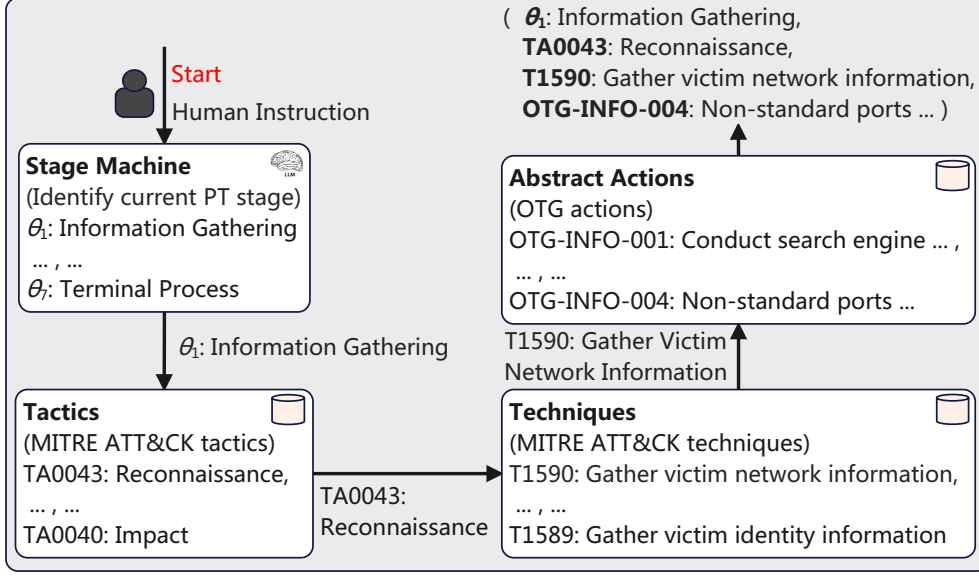 Start
Human Instruction
Stage Machine
LLM
(Identify current PT stage)
θ₁: Information Gathering
... , ...
θ₇: Terminal Process
θ₁: Information Gathering
Tactics
(MITRE ATT&CK tactics)
TA0043: Reconnaissance,
... , ...
TA0040: Impact
TA0043:
Reconnaissance
Techniques
(MITRE ATT&CK techniques)
T1590: Gather victim network information,
... , ...
T1589: Gather victim identity information
T1590: Gather Victim
Network Information
Abstract Actions
(OTG actions)
OTG-INFO-001: Conduct search engine ... ,
... , ...
OTG-INFO-004: Non-standard ports ...
( θ₁: Information Gathering,
TA0043: Reconnaissance,
T1590: Gather victim network information,
OTG-INFO-004: Non-standard ports ... )